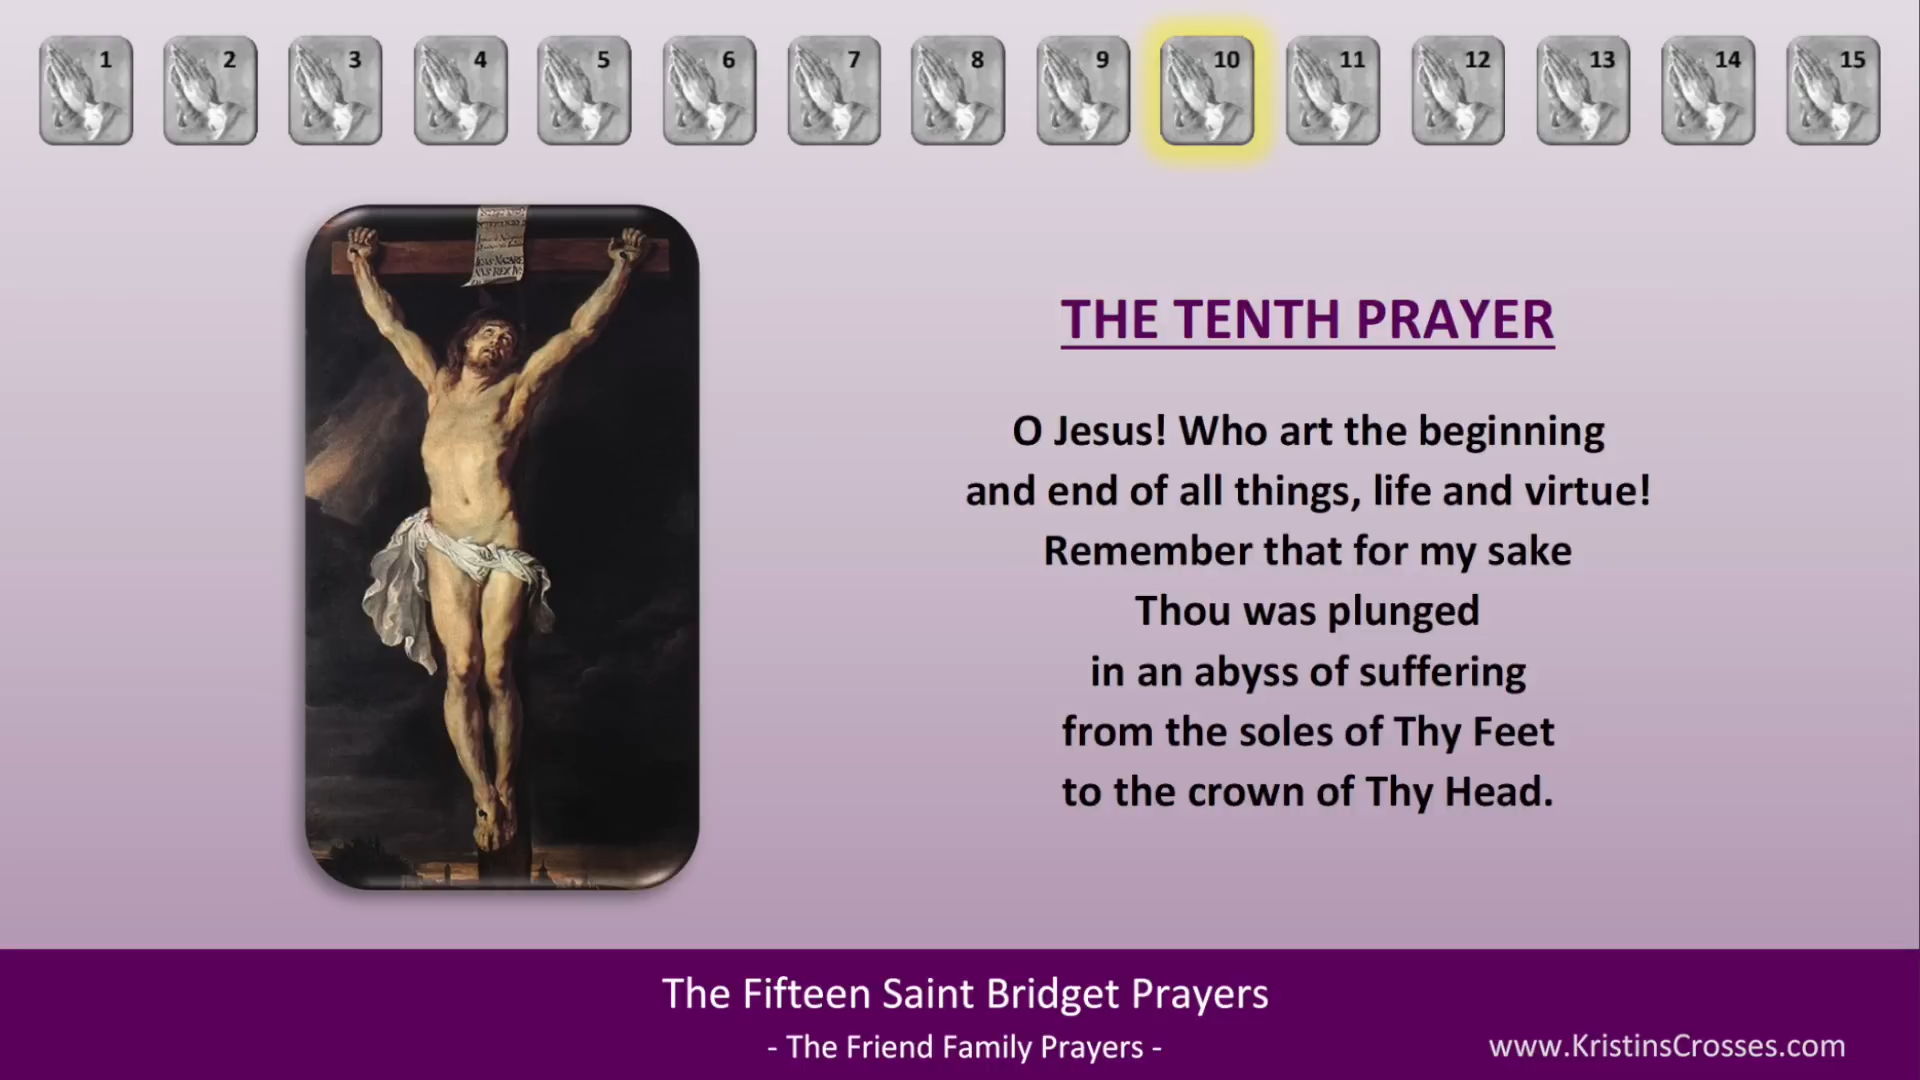 1 2 3 4 5 6 7 8 9 10 11 12 13 14 15
THE TENTH PRAYER
O Jesus! Who art the beginning
and end of all things, life and virtue!
Remember that for my sake
Thou was plunged
in an abyss of suffering
from the soles of Thy Feet
to the crown of Thy Head.
The Fifteen Saint Bridget Prayers
- The Friend Family Prayers -
www.KristinsCrosses.com